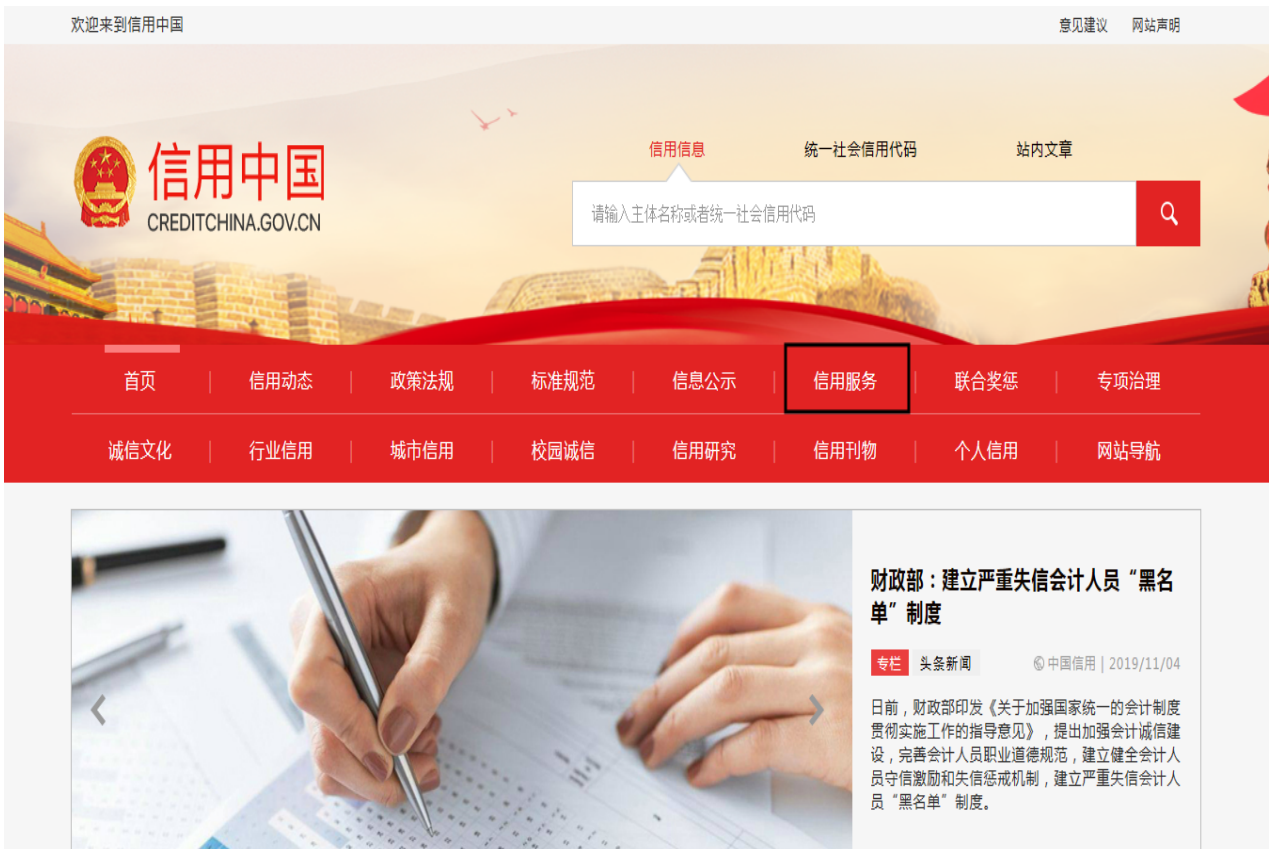 欢迎来到信用中国
意见建议 网站声明
信用信息 统一社会信用代码 站内文章
信用中国
CREDITCHINA.GOV.CN
请输入主体名称或者统一社会信用代码
首页 信用动态 政策法规 标准规范 信息公示 信用服务 联合奖惩 专项治理
诚信文化 行业信用 城市信用 校园诚信 信用研究 信用刊物 个人信用 网站导航
财政部：建立严重失信会计人员“黑名
单”制度
专栏 头条新闻 中国信用 | 2019/11/04
日前，财政部印发《关于加强国家统一的会计制度
贯彻实施工作的指导意见》，提出加强会计诚信建
设，完善会计人员职业道德规范，建立健全会计人
员守信激励和失信惩戒机制，建立严重失信会计人
员“黑名单”制度。